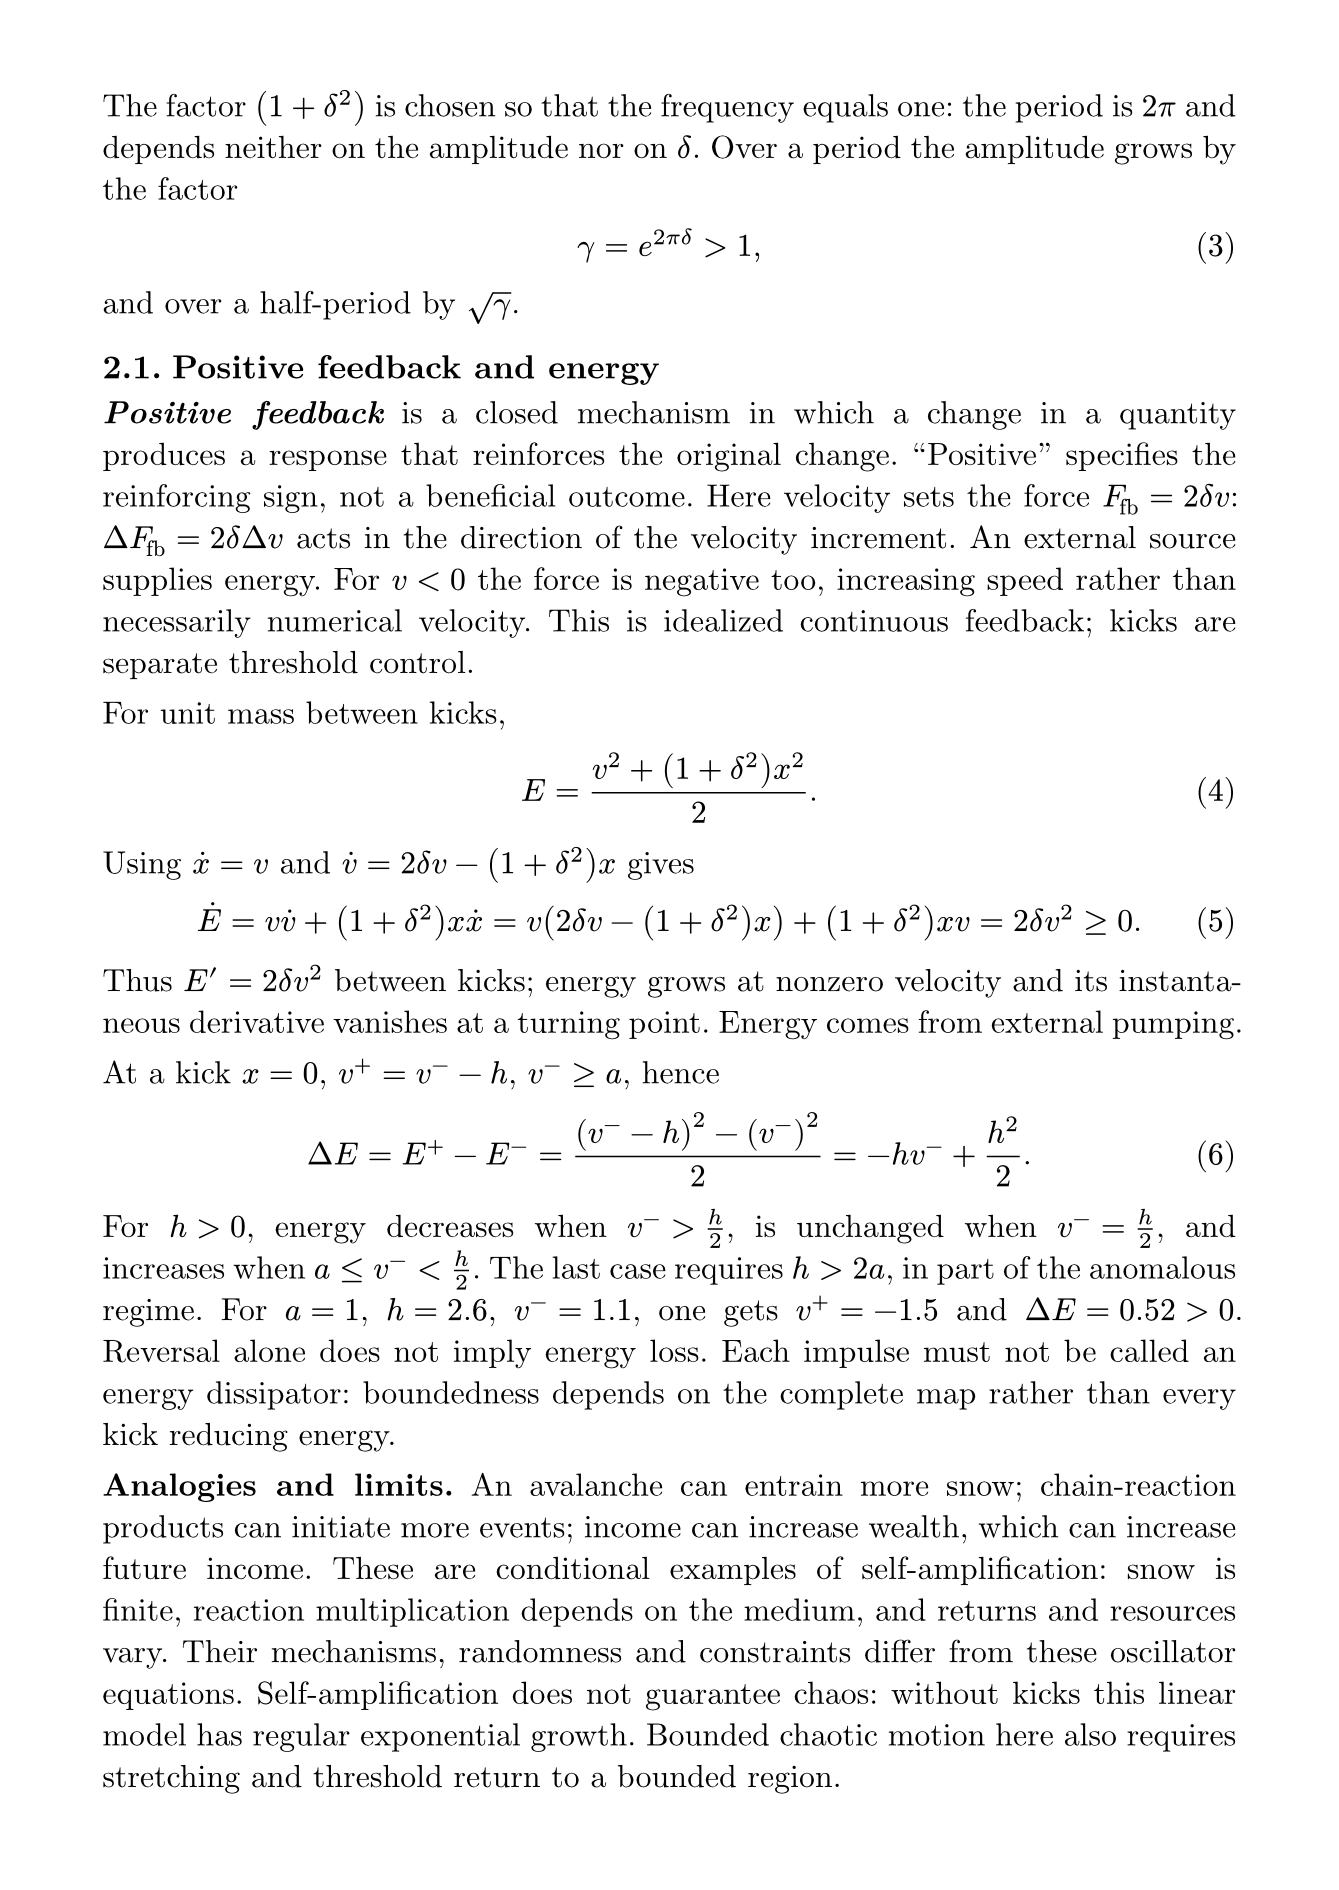 The factor (1 + δ²) is chosen so that the frequency equals one: the period is 2π and
depends neither on the amplitude nor on δ. Over a period the amplitude grows by
the factor
γ = e^{2πδ} > 1, (3)
and over a half-period by √γ.
2.1. Positive feedback and energy
Positive feedback is a closed mechanism in which a change in a quantity
produces a response that reinforces the original change. “Positive” specifies the
reinforcing sign, not a beneficial outcome. Here velocity sets the force F_fb = 2δv:
ΔF_fb = 2δΔv acts in the direction of the velocity increment. An external source
supplies energy. For v < 0 the force is negative too, increasing speed rather than
necessarily numerical velocity. This is idealized continuous feedback; kicks are
separate threshold control.
For unit mass between kicks,
E = (v² + (1 + δ²)x²)/2. (4)
Using ẋ = v and v̇ = 2δv − (1 + δ²)x gives
Ė = vv̇ + (1 + δ²)xẋ = v(2δv − (1 + δ²)x) + (1 + δ²)xv = 2δv² ≥ 0. (5)
Thus E′ = 2δv² between kicks; energy grows at nonzero velocity and its instanta-
neous derivative vanishes at a turning point. Energy comes from external pumping.
At a kick x = 0, v⁺ = v⁻ − h, v⁻ ≥ a, hence
ΔE = E⁺ − E⁻ = ((v⁻ − h)² − (v⁻)²)/2 = −hv⁻ + h²/2. (6)
For h > 0, energy decreases when v⁻ > h/2, is unchanged when v⁻ = h/2, and
increases when a ≤ v⁻ < h/2. The last case requires h > 2a, in part of the anomalous
regime. For a = 1, h = 2.6, v⁻ = 1.1, one gets v⁺ = −1.5 and ΔE = 0.52 > 0.
Reversal alone does not imply energy loss. Each impulse must not be called an
energy dissipator: boundedness depends on the complete map rather than every
kick reducing energy.
Analogies and limits. An avalanche can entrain more snow; chain-reaction
products can initiate more events; income can increase wealth, which can increase
future income. These are conditional examples of self-amplification: snow is
finite, reaction multiplication depends on the medium, and returns and resources
vary. Their mechanisms, randomness and constraints differ from these oscillator
equations. Self-amplification does not guarantee chaos: without kicks this linear
model has regular exponential growth. Bounded chaotic motion here also requires
stretching and threshold return to a bounded region.